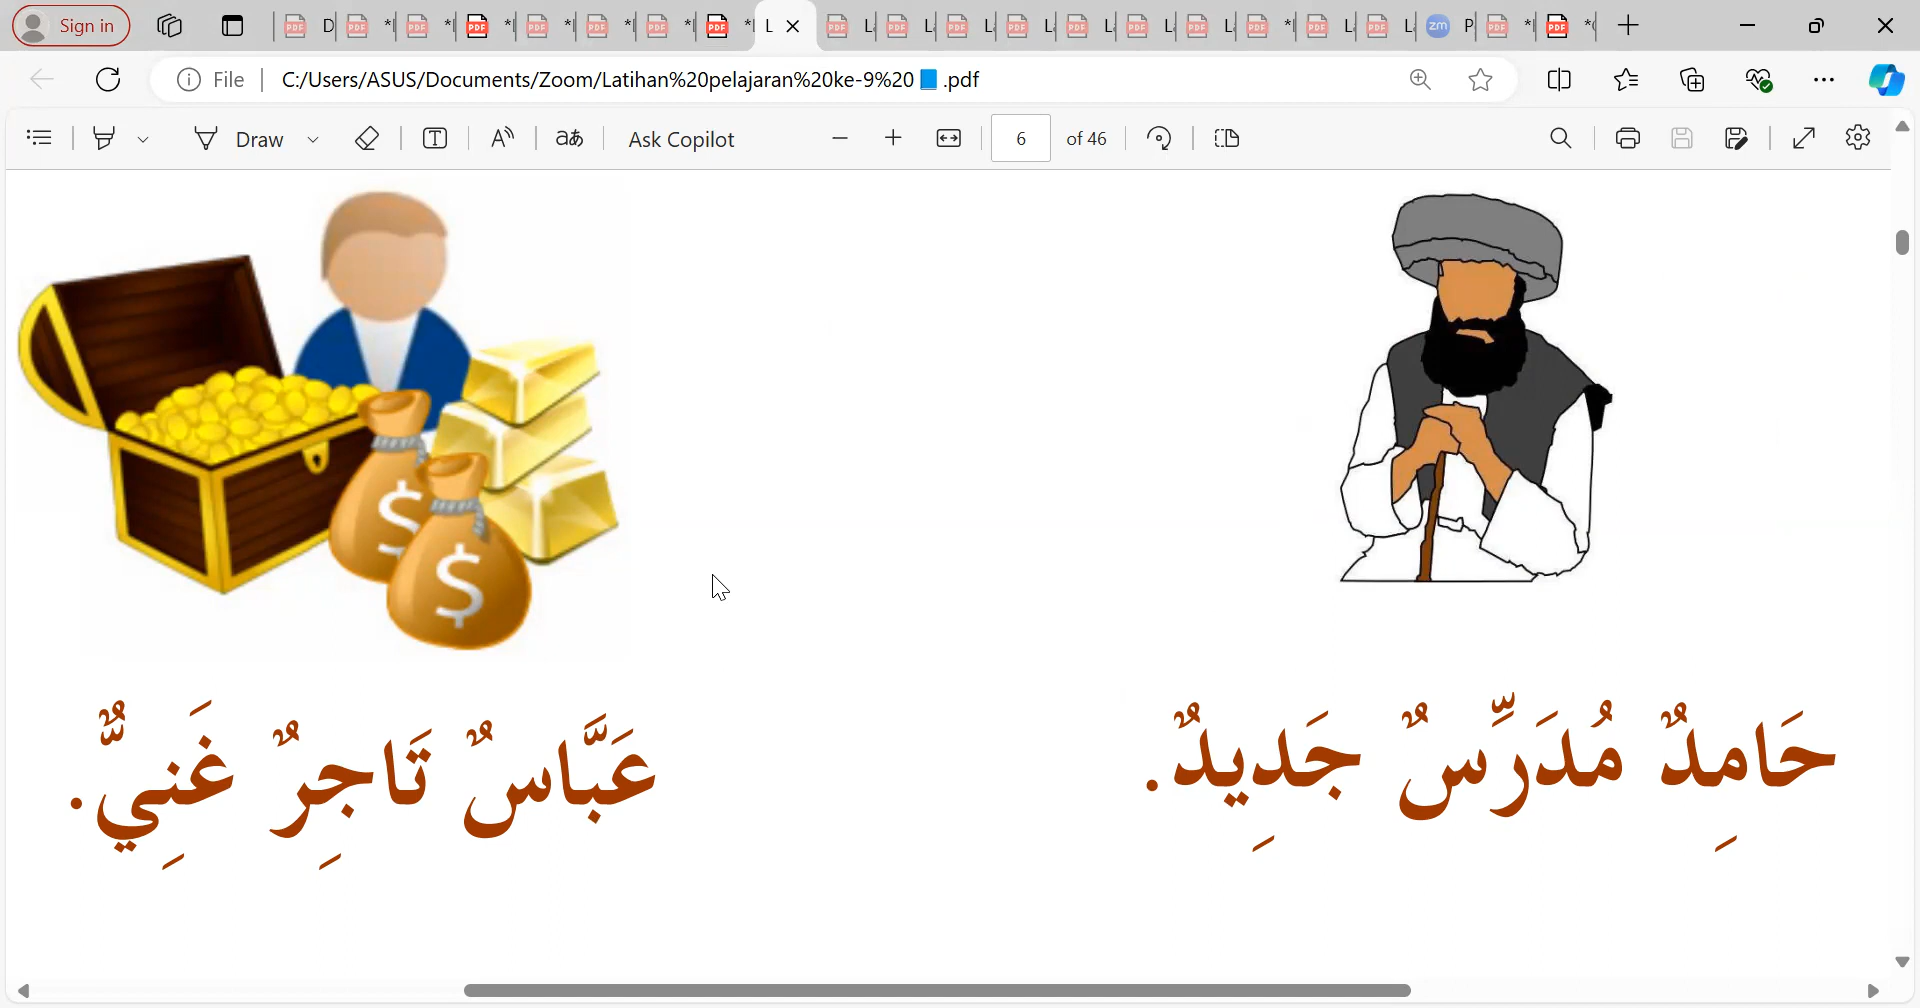 Sign in
D
L
L
L
L
L
L
L
L
L
L
P
File
C:/Users/ASUS/Documents/Zoom/Latihan%20pelajaran%20ke-9%20📘.pdf
Draw
Ask Copilot
6
of 46
حَامِدٌ مُدَرِّسٌ جَدِيدٌ.
عَبَّاسٌ تَاجِرٌ غَنِيٌّ.